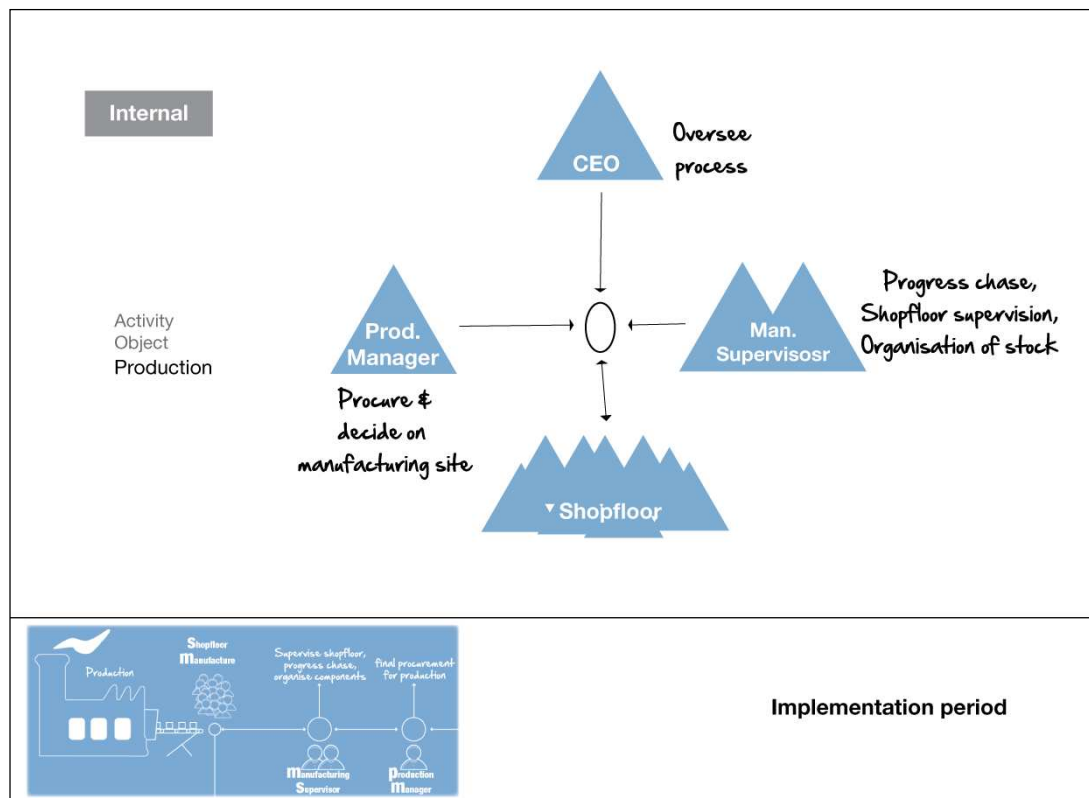 Internal
CEO
Oversee
process
Activity
Object
Production
Prod.
Manager
Procure &
decide on
manufacturing site
Man.
Supervisosr
Progress chase,
Shopfloor supervision,
Organisation of stock
Shopfloor
Production
Shopfloor
manufacture
Supervise shopfloor,
progress chase,
organise components
final procurement
for production
manufacturing
Supervisor
production
manager
Implementation period